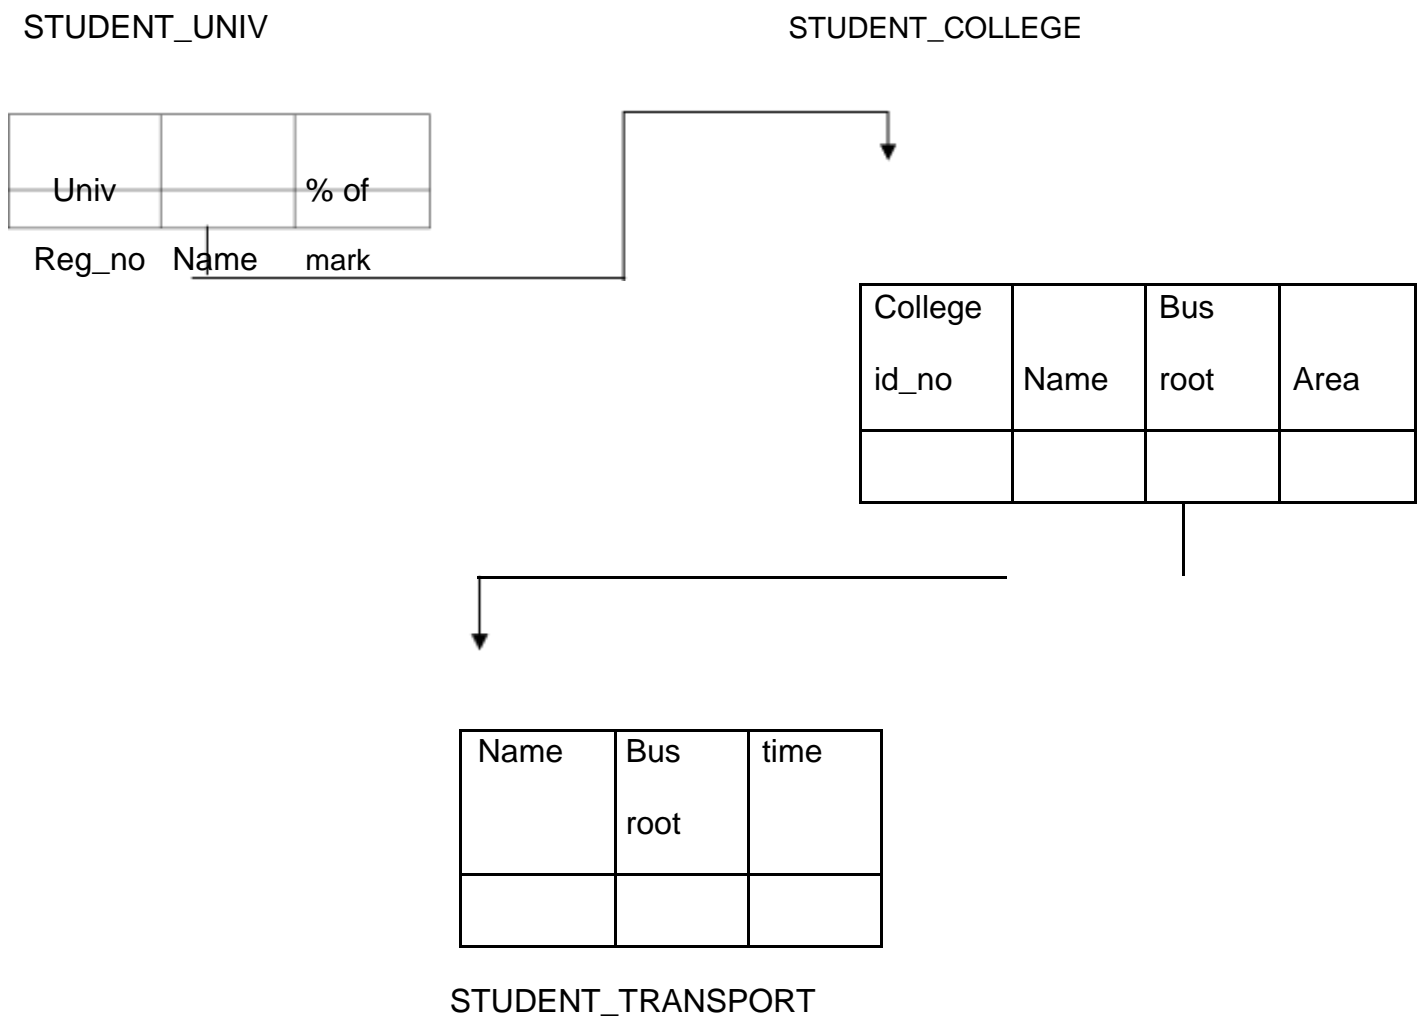 STUDENT_UNIV STUDENT_COLLEGE
Univ % of
Reg_no Name mark
College Bus
id_no Name root Area
Name Bus time
root
STUDENT_TRANSPORT